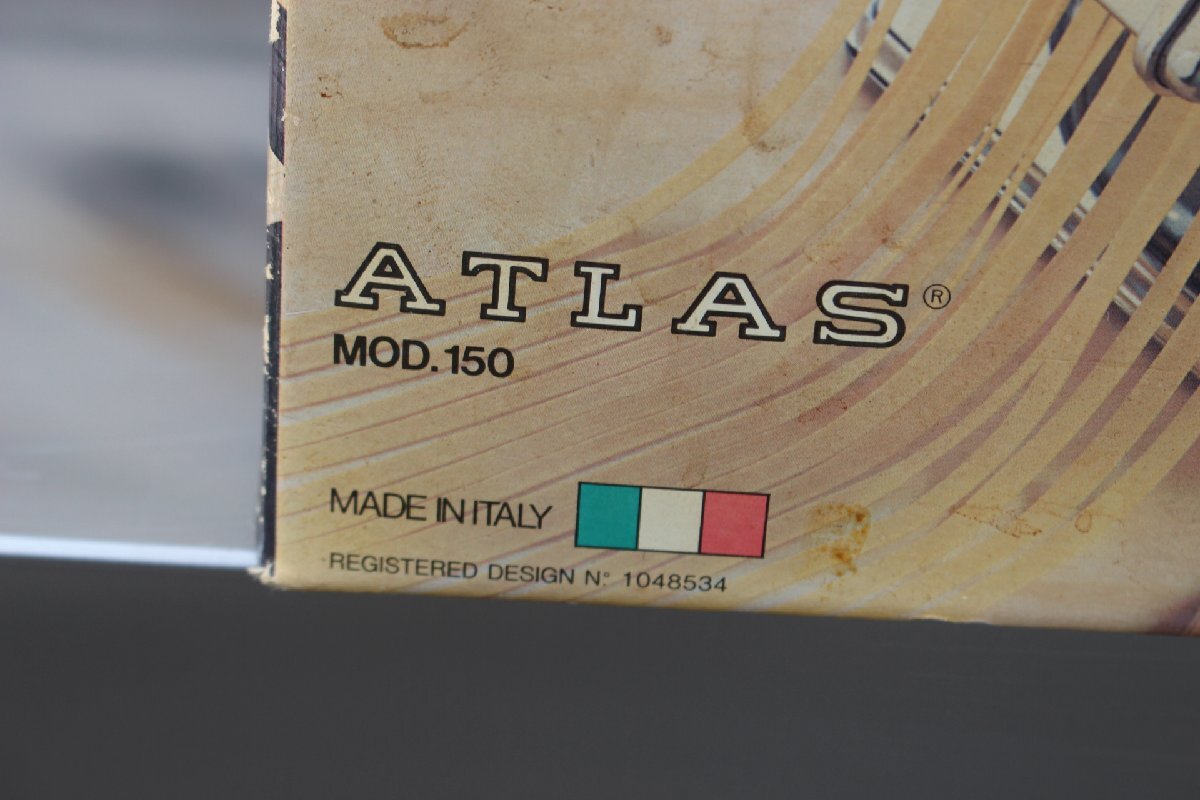 ATLAS®
MOD.150
MADE IN ITALY
REGISTERED DESIGN N° 1048534